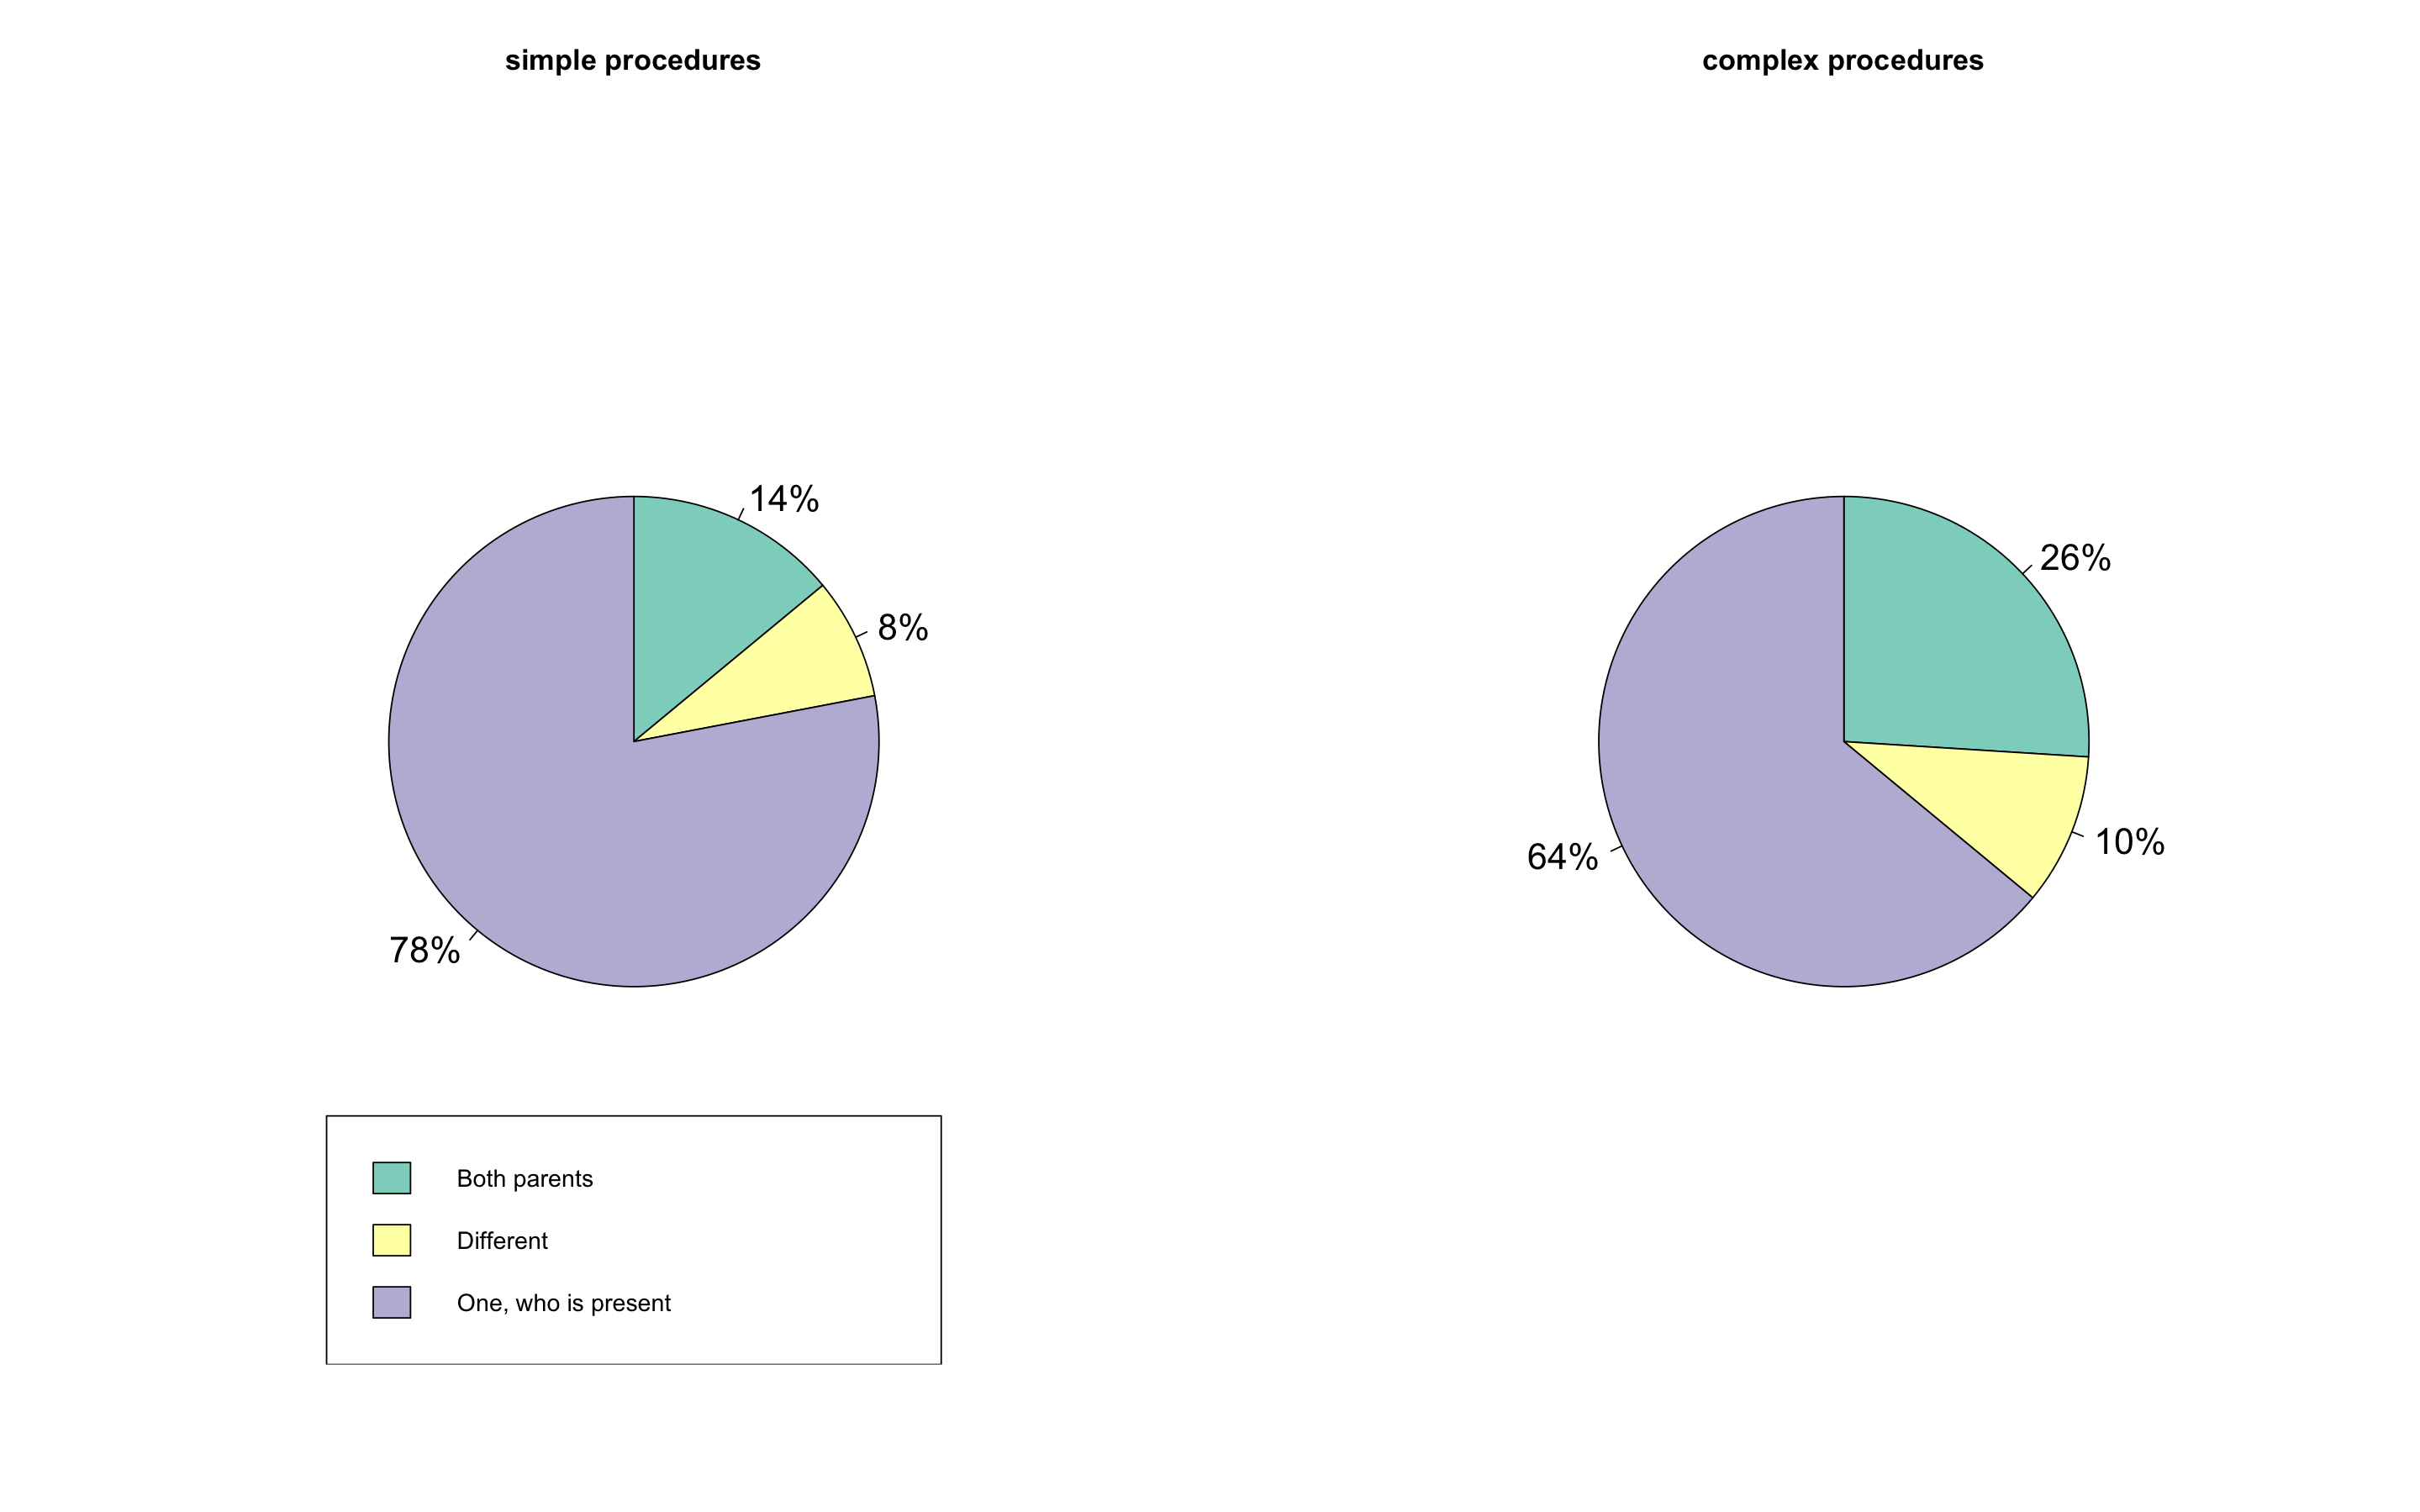 simple procedures
complex procedures
14%
8%
78%
26%
10%
64%
Both parents
Different
One, who is present